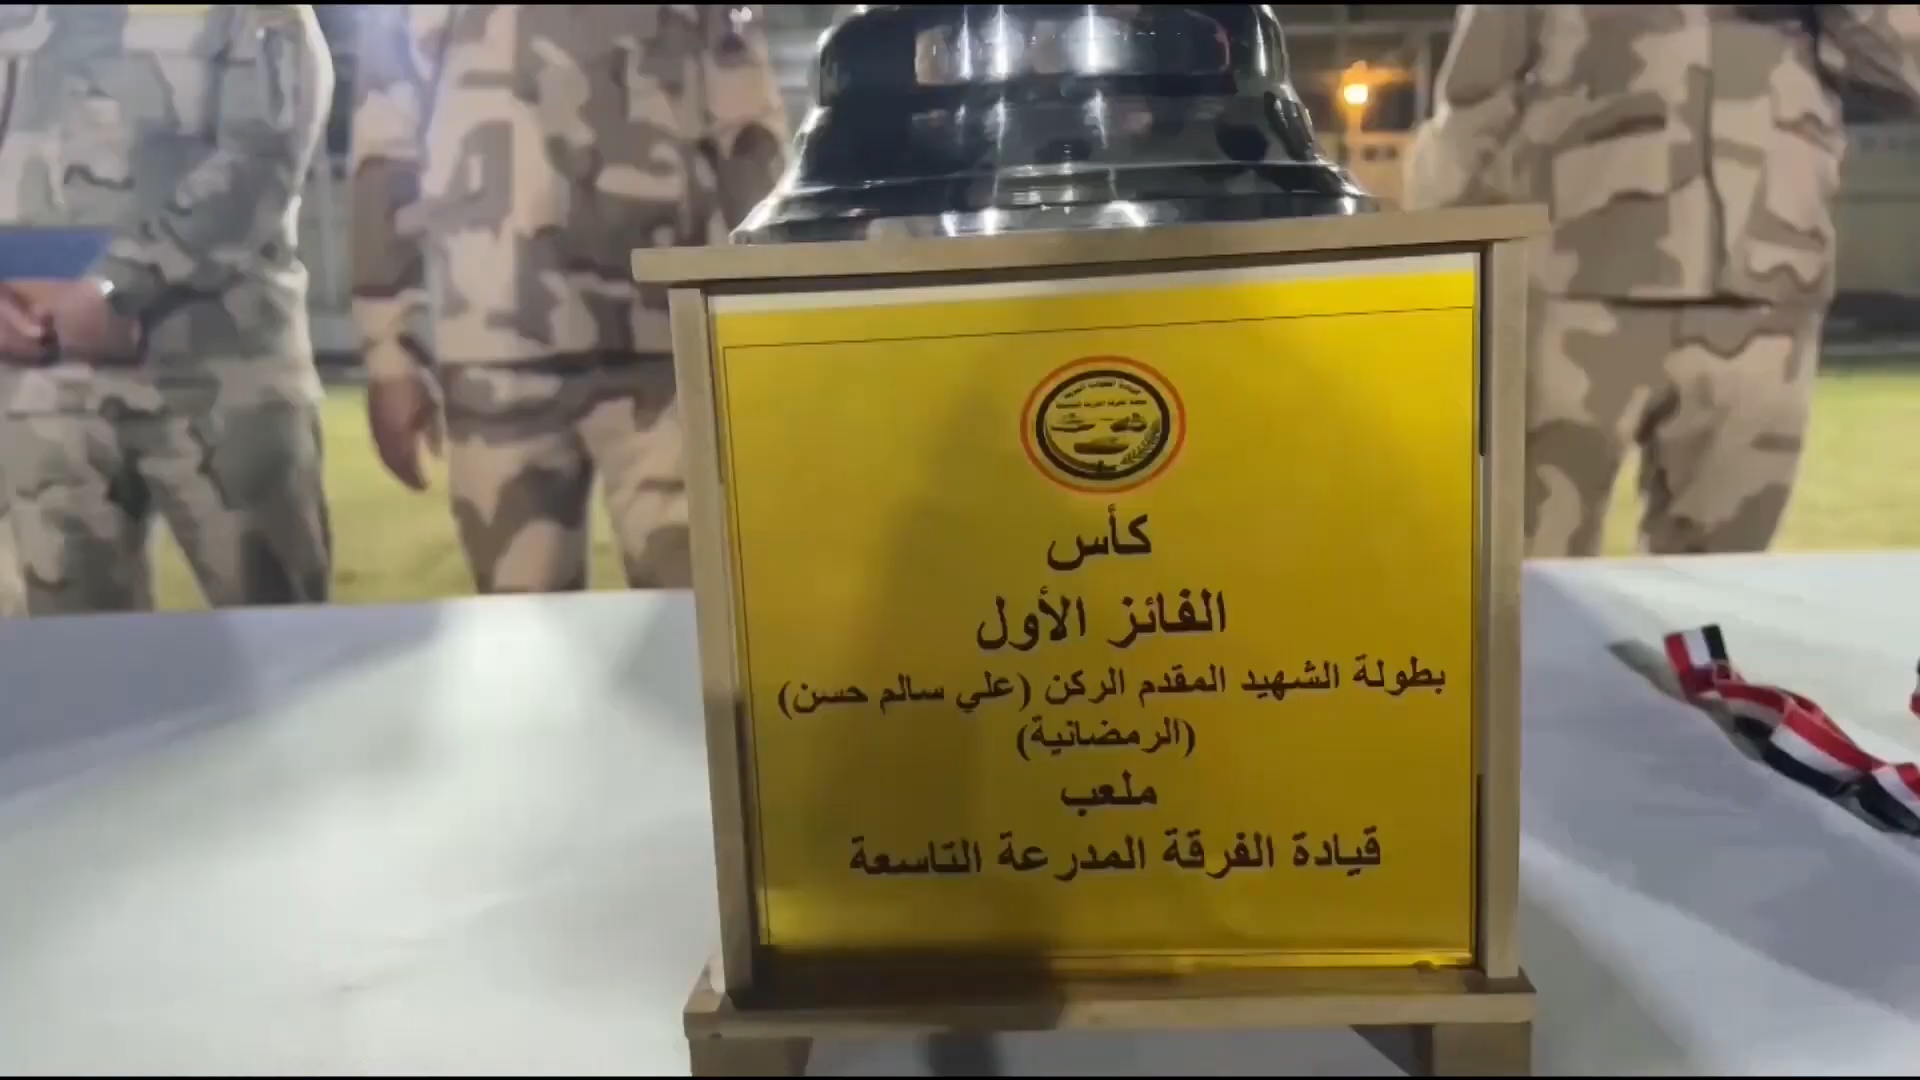 كأس
الفائز الأول
بطولة الشهيد المقدم الركن (علي سالم حسن)
(الرمضانية)
ملعب
قيادة الفرقة المدرعة التاسعة